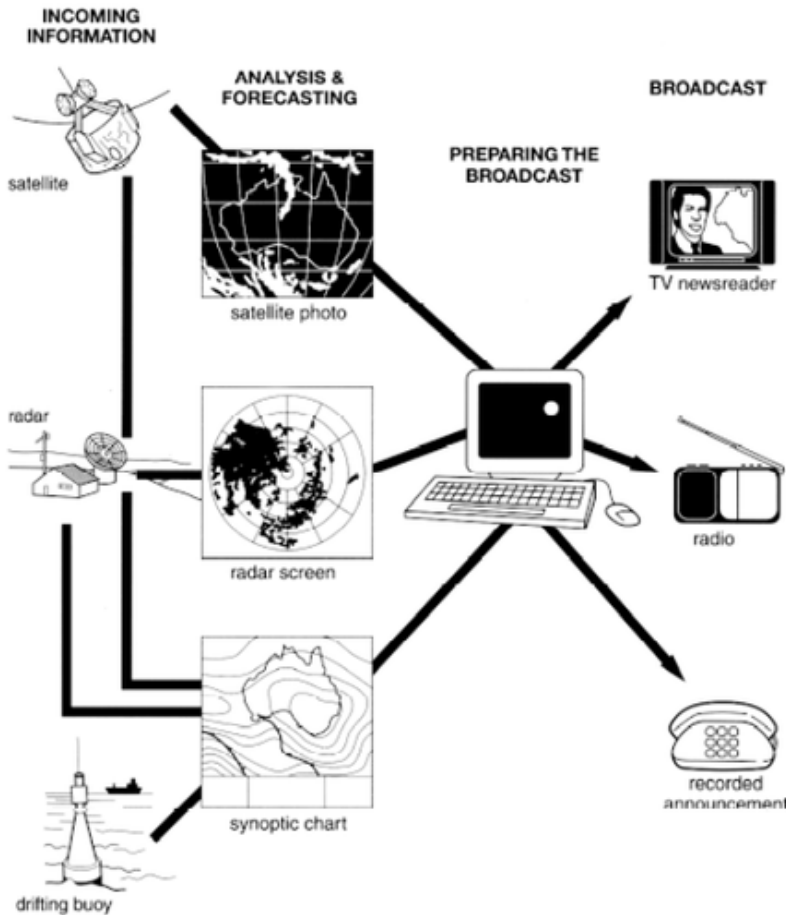 INCOMING
INFORMATION
ANALYSIS &
FORECASTING
PREPARING THE
BROADCAST
BROADCAST
satellite
satellite photo
TV newsreader
radar
radar screen
radio
synoptic chart
recorded
announcement
drifting buoy